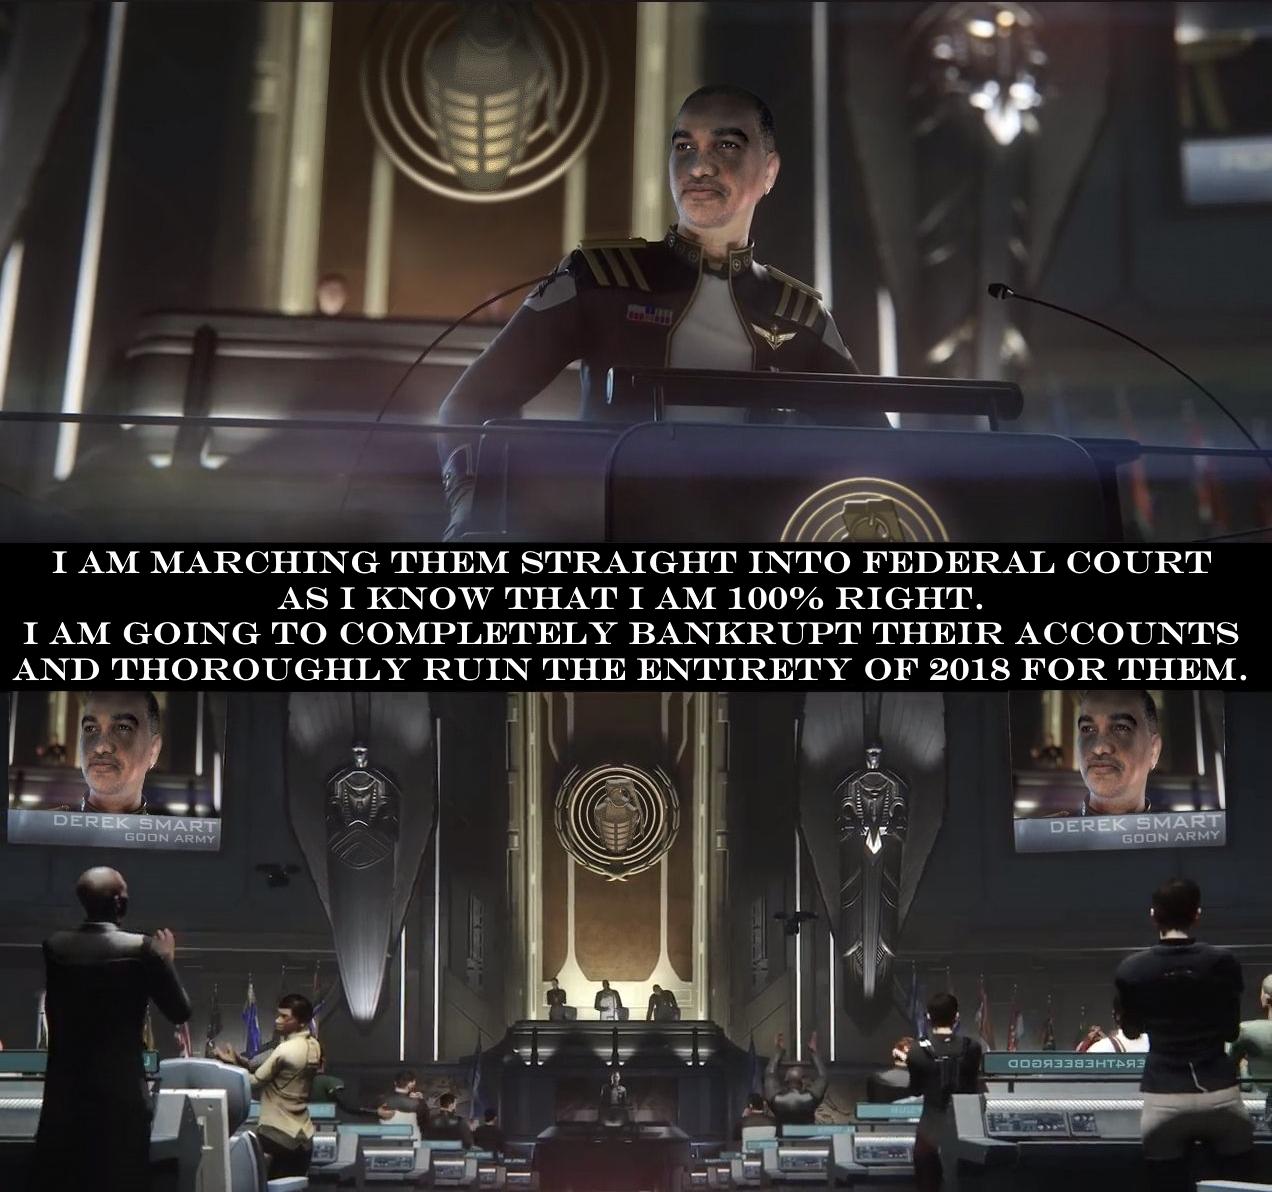 I AM MARCHING THEM STRAIGHT INTO FEDERAL COURT
AS I KNOW THAT I AM 100% RIGHT.
I AM GOING TO COMPLETELY BANKRUPT THEIR ACCOUNTS
AND THOROUGHLY RUIN THE ENTIRETY OF 2018 FOR THEM.
DEREK SMART
GOON ARMY
DEREK SMART
GOON ARMY
ER4THEBEERGOD